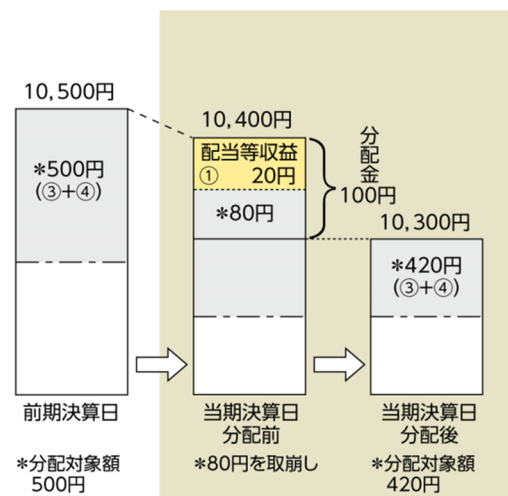 10,500円
*500円
(③+④)
前期決算日
*分配対象額
500円
10,400円
配当等収益
① 20円
*80円
分配金
100円
当期決算日
分配前
*80円を取崩し
10,300円
*420円
(③+④)
当期決算日
分配後
*分配対象額
420円